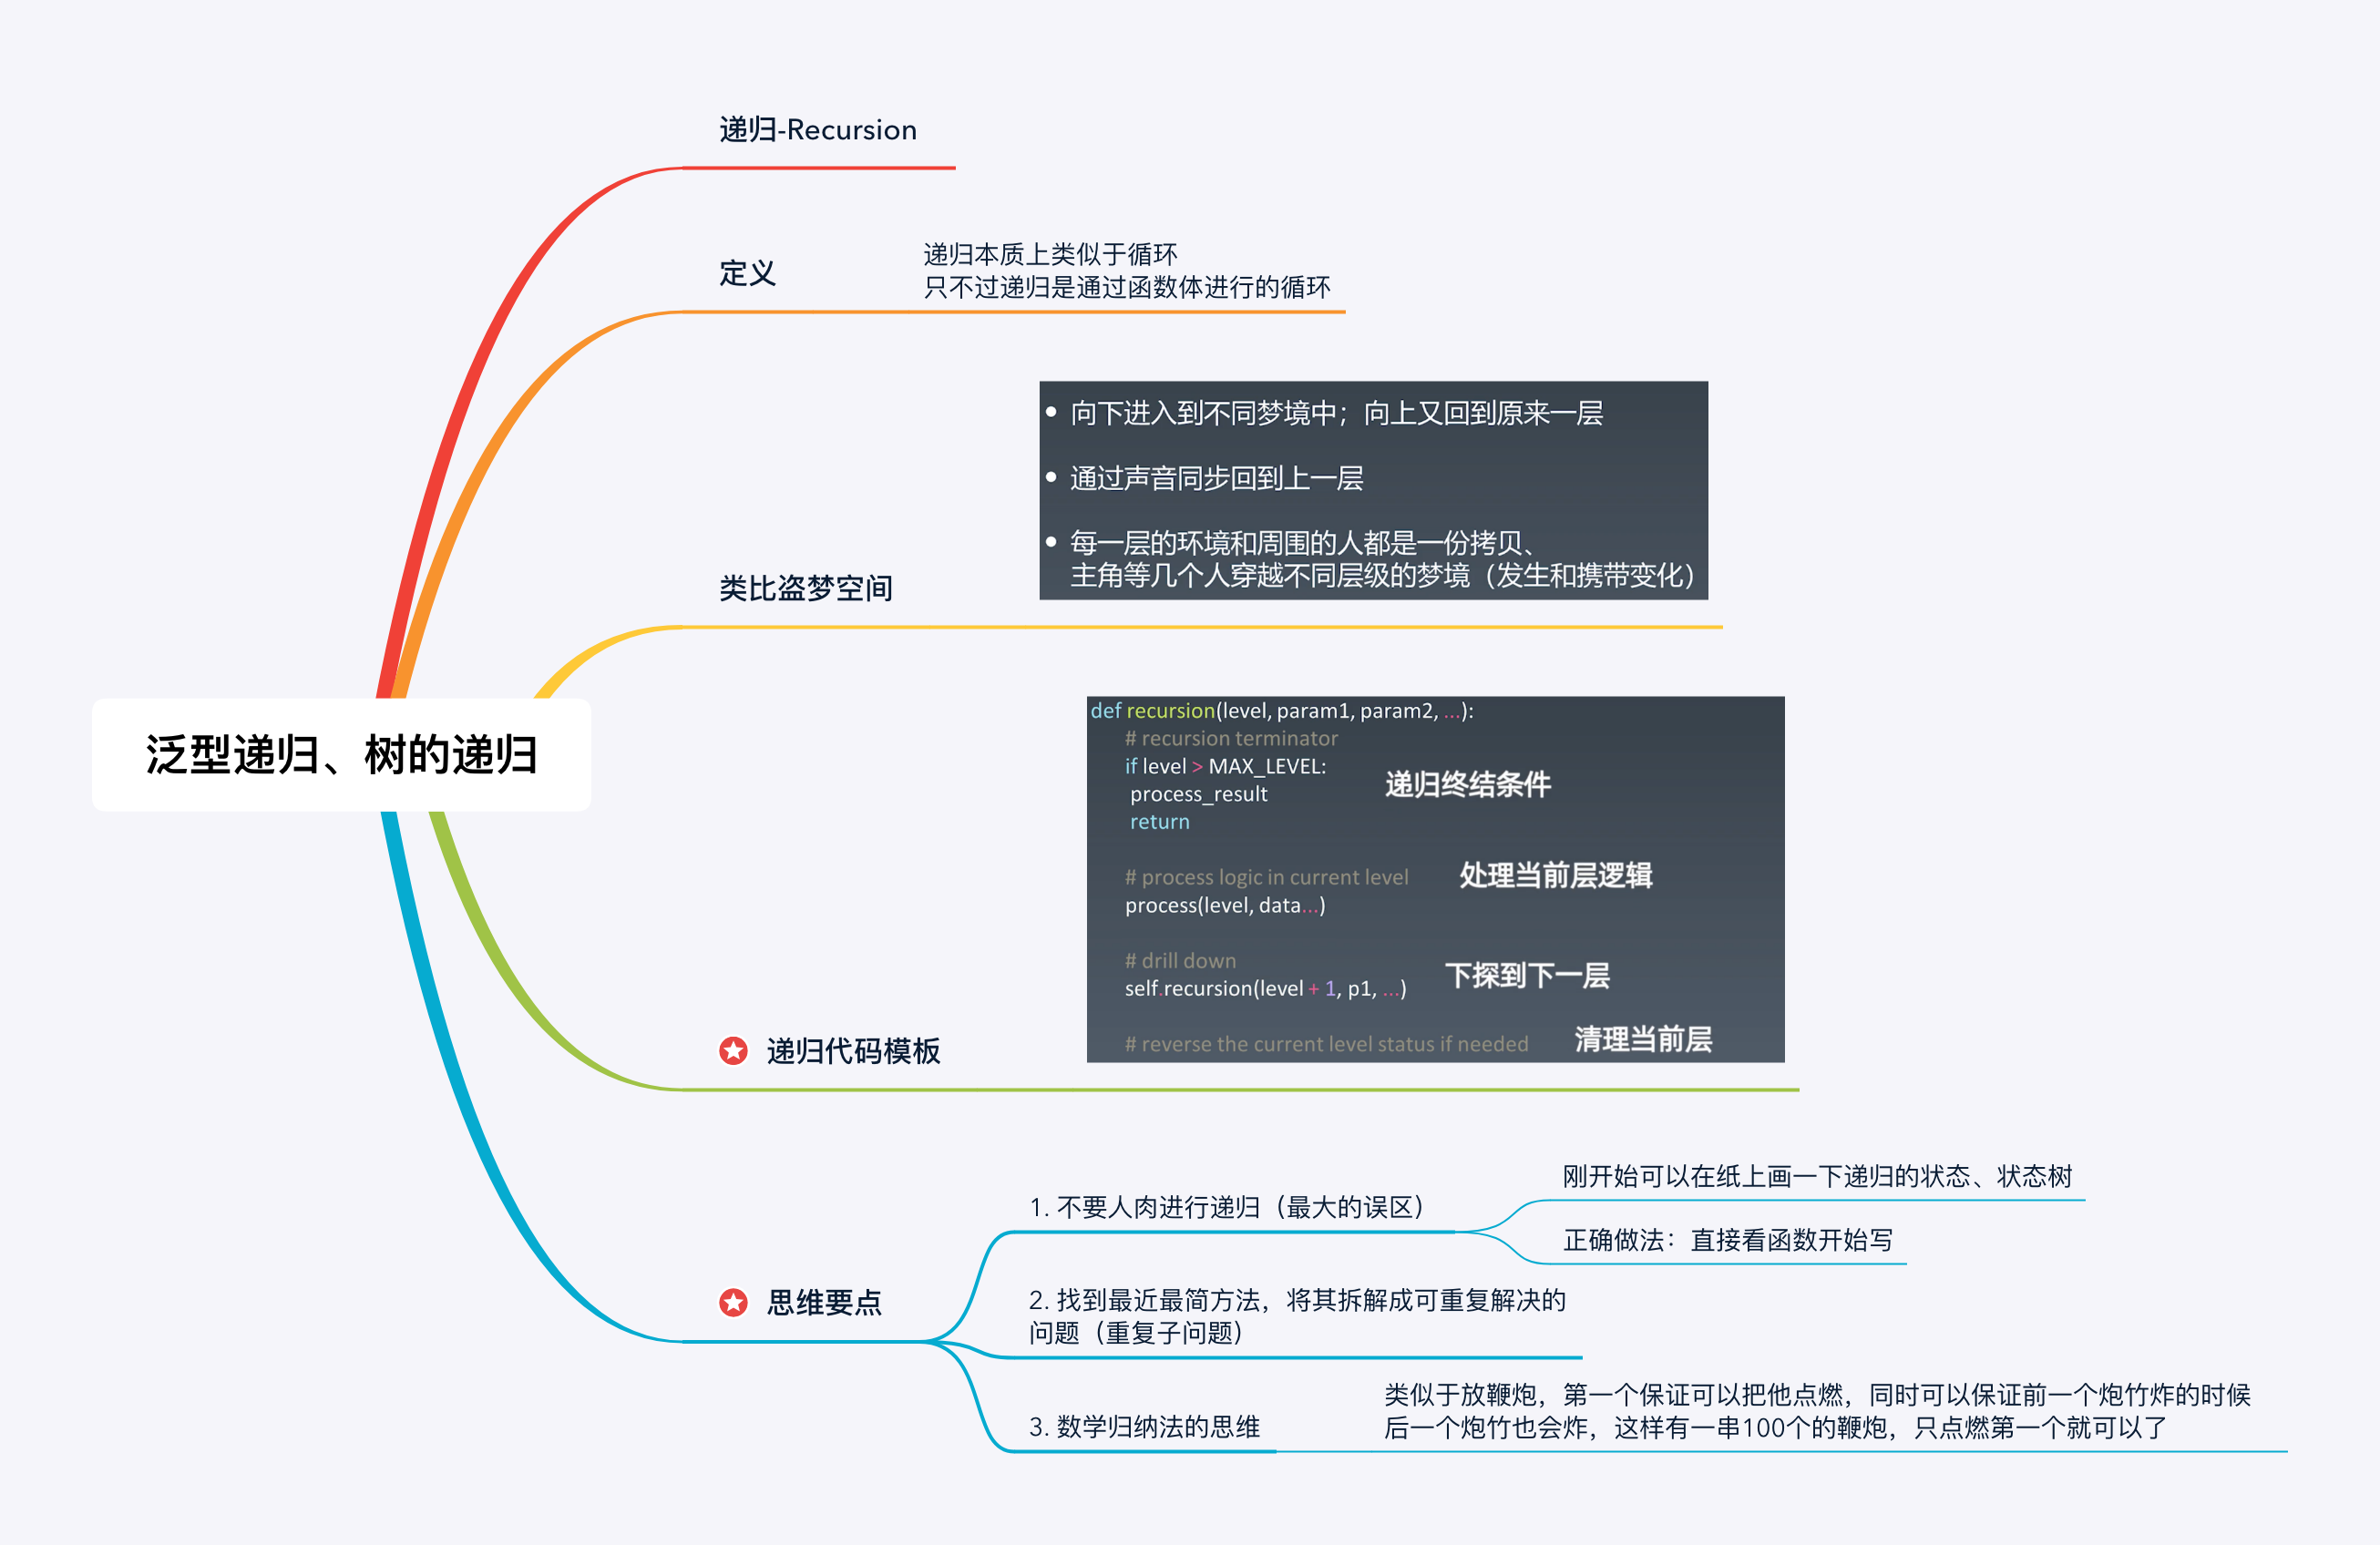 递归-Recursion
定义
递归本质上类似于循环
只不过递归是通过函数体进行的循环
类比盗梦空间
• 向下进入到不同梦境中；向上又回到原来一层
• 通过声音同步回到上一层
• 每一层的环境和周围的人都是一份拷贝、
主角等几个人穿越不同层级的梦境（发生和携带变化）
泛型递归、树的递归
递归代码模板
def recursion(level, param1, param2, ...):
# recursion terminator
if level > MAX_LEVEL:
递归终结条件
process_result
return
# process logic in current level
处理当前层逻辑
process(level, data...)
# drill down
下探到下一层
self.recursion(level + 1, p1, ...)
# reverse the current level status if needed
清理当前层
思维要点
1. 不要人肉进行递归（最大的误区）
刚开始可以在纸上画一下递归的状态、状态树
正确做法：直接看函数开始写
2. 找到最近最简方法，将其拆解成可重复解决的
问题（重复子问题）
3. 数学归纳法的思维
类似于放鞭炮，第一个保证可以把他点燃，同时可以保证前一个炮竹炸的时候
后一个炮竹也会炸，这样有一串100个的鞭炮，只点燃第一个就可以了